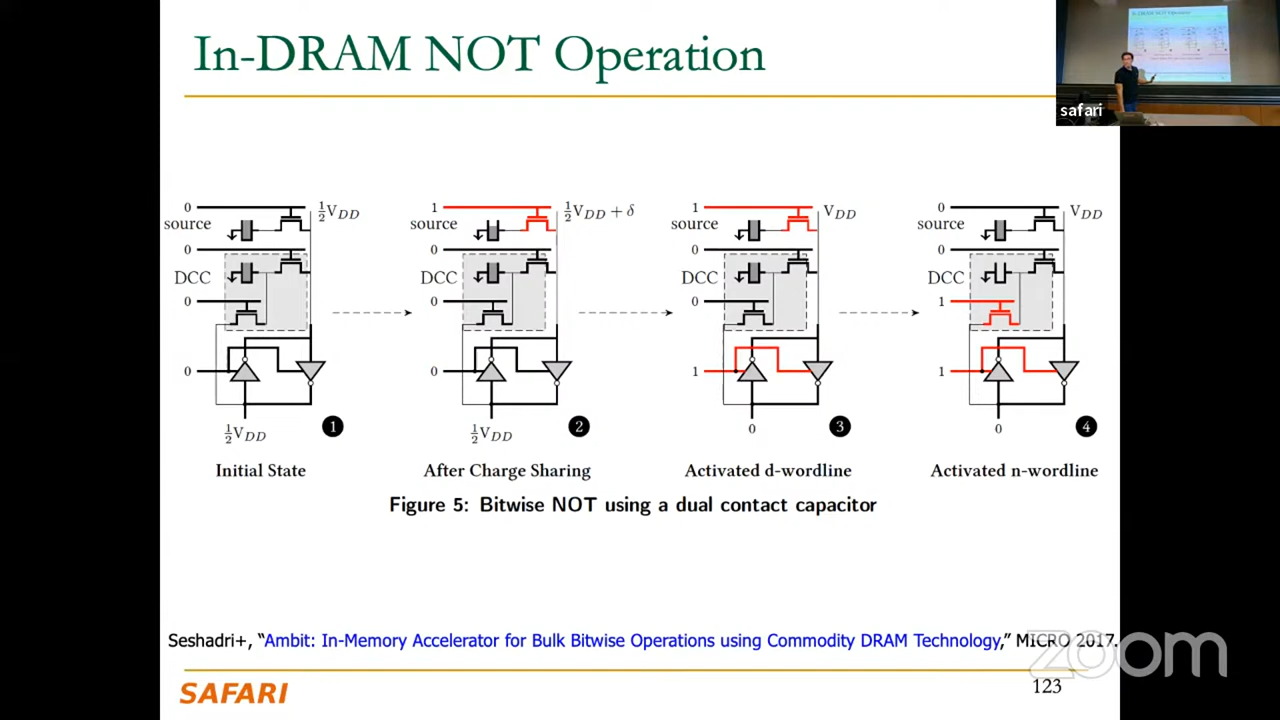 In-DRAM NOT Operation
safari
0 ½VDD
source
0
DCC
0
0
½VDD
1
Initial State
1 ½VDD + δ
source
0
DCC
0
0
½VDD
2
After Charge Sharing
1 VDD
source
0
DCC
0
1
0
3
Activated d-wordline
0 VDD
source
0
DCC
1
1
0
4
Activated n-wordline
Figure 5: Bitwise NOT using a dual contact capacitor
Seshadri+, “Ambit: In-Memory Accelerator for Bulk Bitwise Operations using Commodity DRAM Technology,” MICRO 2017.
zoom
SAFARI
123